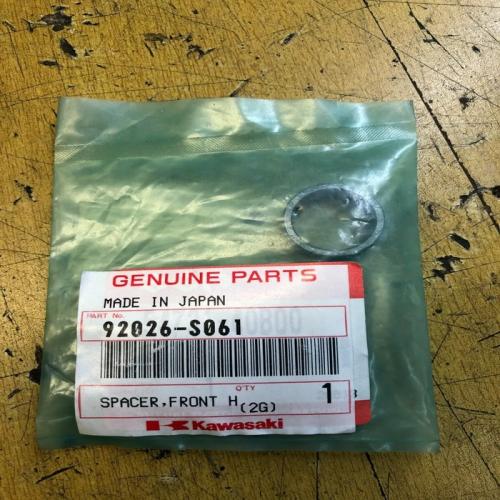 GENUINE PARTS
MADE IN JAPAN
PART No.
92026-S061
Q'TY
SPACER,FRONT H 1
(2G)
Kawasaki